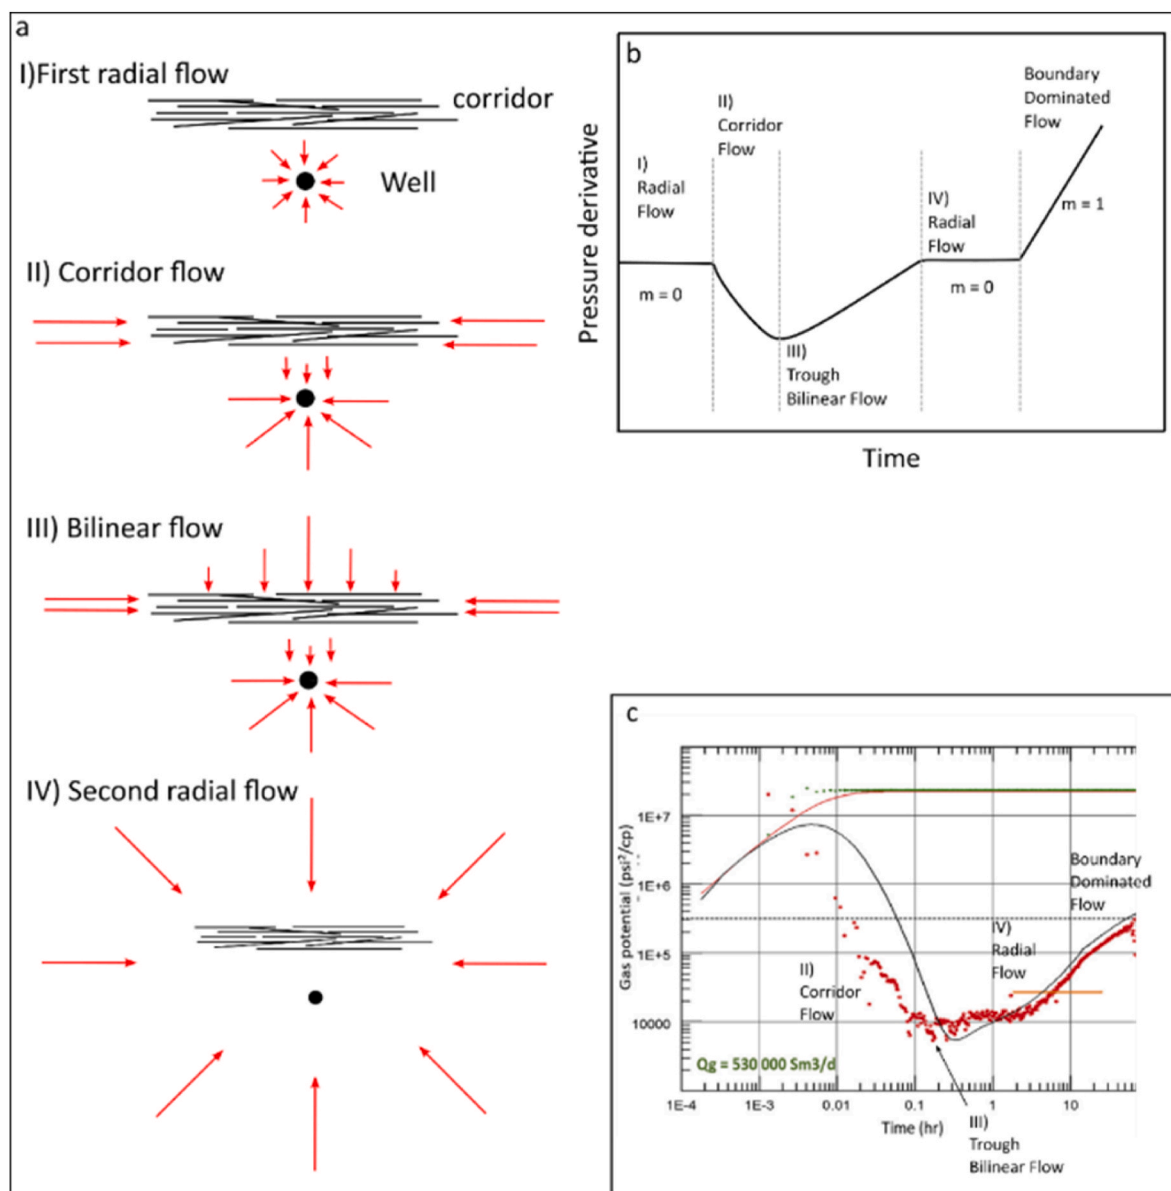 a
I)First radial flow
corridor
Well
II) Corridor flow
III) Bilinear flow
IV) Second radial flow
b
Pressure derivative
I)
Radial
Flow
II)
Corridor
Flow
III)
Trough
Bilinear Flow
IV)
Radial
Flow
Boundary
Dominated
Flow
m = 0
m = 0
m = 1
Time
c
Gas potential (psi²/cp)
1E+7
1E+6
1E+5
10000
II)
Corridor
Flow
IV)
Radial
Flow
Boundary
Dominated
Flow
Qg = 530 000 Sm3/d
1E-4
1E-3
0.01
0.1
1
10
Time (hr)
III)
Trough
Bilinear Flow